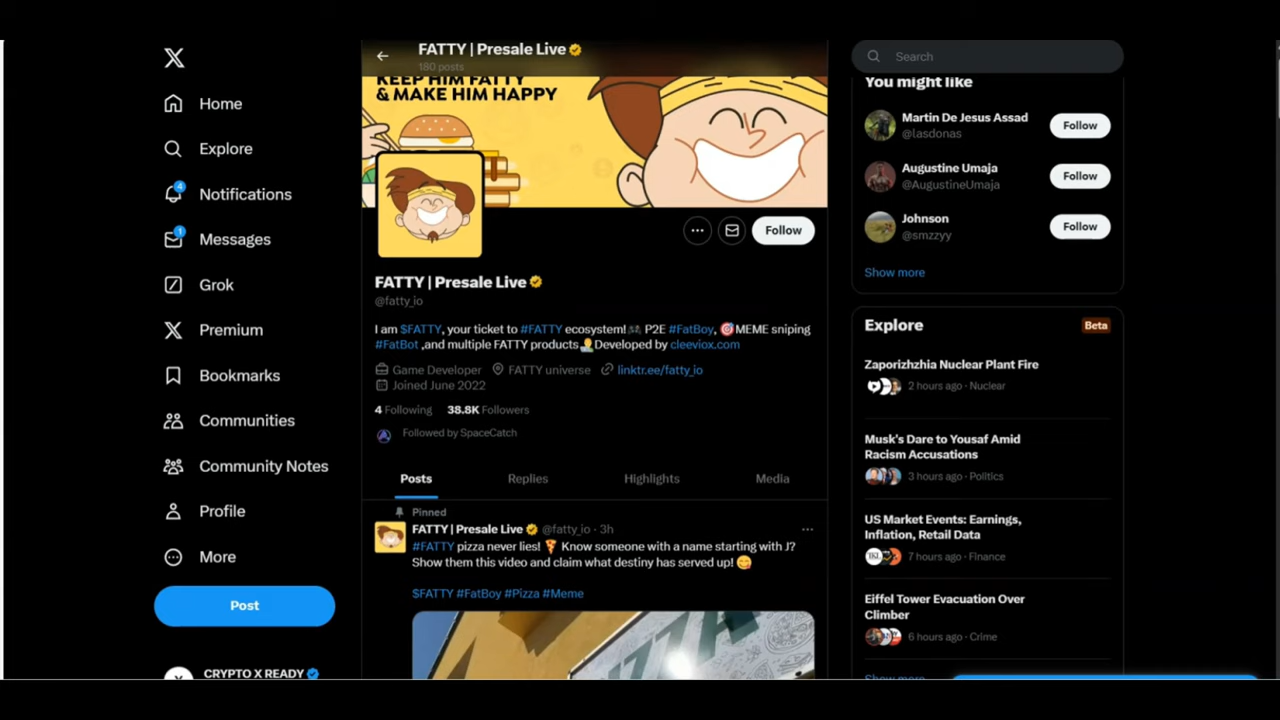 Home
Explore
Notifications
4
Messages
1
Grok
Premium
Bookmarks
Communities
Community Notes
Profile
More
Post
CRYPTO X READY
FATTY | Presale Live
180 posts
KEEP HIM FATTY
& MAKE HIM HAPPY
Follow
FATTY | Presale Live
@fatty_io
I am $FATTY, your ticket to #FATTY ecosystem!🎮 P2E #FatBoy, 🎯MEME sniping
#FatBot ,and multiple FATTY products Developed by cleeviox.com
Game Developer FATTY universe linktr.ee/fatty_io
Joined June 2022
4 Following 38.8K Followers
Followed by SpaceCatch
Posts Replies Highlights Media
Pinned
FATTY | Presale Live @fatty_io · 3h
#FATTY pizza never lies! 🍕 Know someone with a name starting with J?
Show them this video and claim what destiny has served up! 😋
$FATTY #FatBoy #Pizza #Meme
Search
You might like
Martin De Jesus Assad
@lasdonas
Follow
Augustine Umaja
@AugustineUmaja
Follow
Johnson
@smzzyy
Follow
Show more
Explore
Beta
Zaporizhzhia Nuclear Plant Fire
2 hours ago · Nuclear
Musk's Dare to Yousaf Amid
Racism Accusations
3 hours ago · Politics
US Market Events: Earnings,
Inflation, Retail Data
7 hours ago · Finance
Eiffel Tower Evacuation Over
Climber
6 hours ago · Crime
Show more